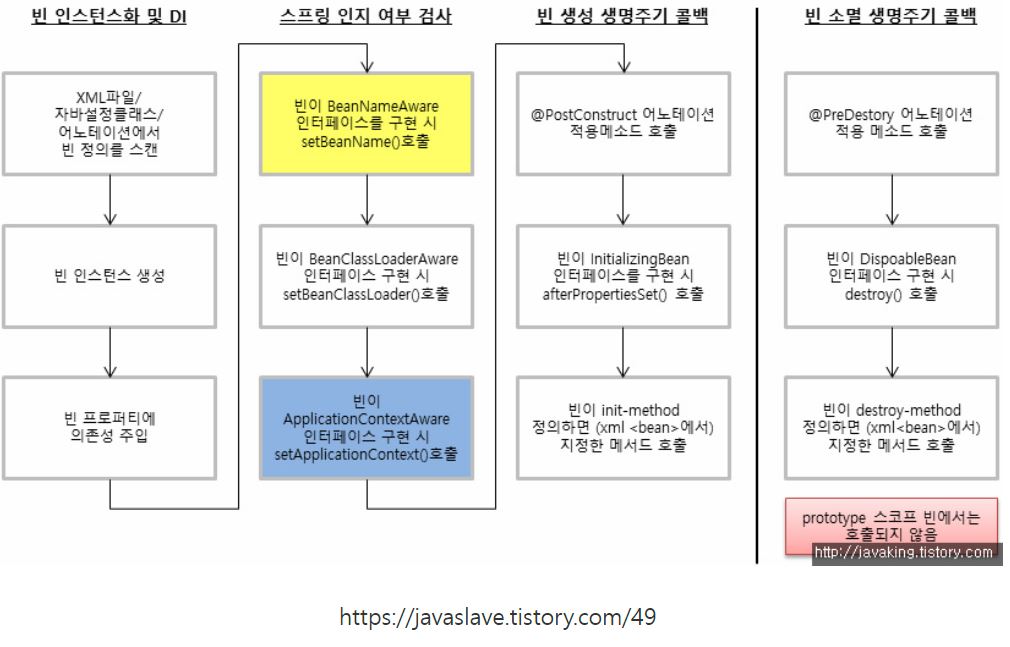 빈 인스턴스화 및 DI
XML파일/
자바설정클래스/
어노테이션에서
빈 정의를 스캔
빈 인스턴스 생성
빈 프로퍼티에
의존성 주입
스프링 인지 여부 검사
빈이 BeanNameAware
인터페이스를 구현 시
setBeanName()호출
빈이 BeanClassLoaderAware
인터페이스 구현 시
setBeanClassLoader()호출
빈이
ApplicationContextAware
인터페이스 구현 시
setApplicationContext()호출
빈 생성 생명주기 콜백
@PostConstruct 어노테이션
적용메소드 호출
빈이 InitializingBean
인터페이스를 구현 시
afterPropertiesSet() 호출
빈이 init-method
정의하면 (xml <bean>에서)
지정한 메서드 호출
빈 소멸 생명주기 콜백
@PreDestory 어노테이션
적용 메소드 호출
빈이 DispoableBean
인터페이스 구현 시
destroy() 호출
빈이 destroy-method
정의하면 (xml<bean>에서)
지정한 메서드 호출
prototype 스코프 빈에서는
호출되지 않음
http://javaking.tistory.com
https://javaslave.tistory.com/49